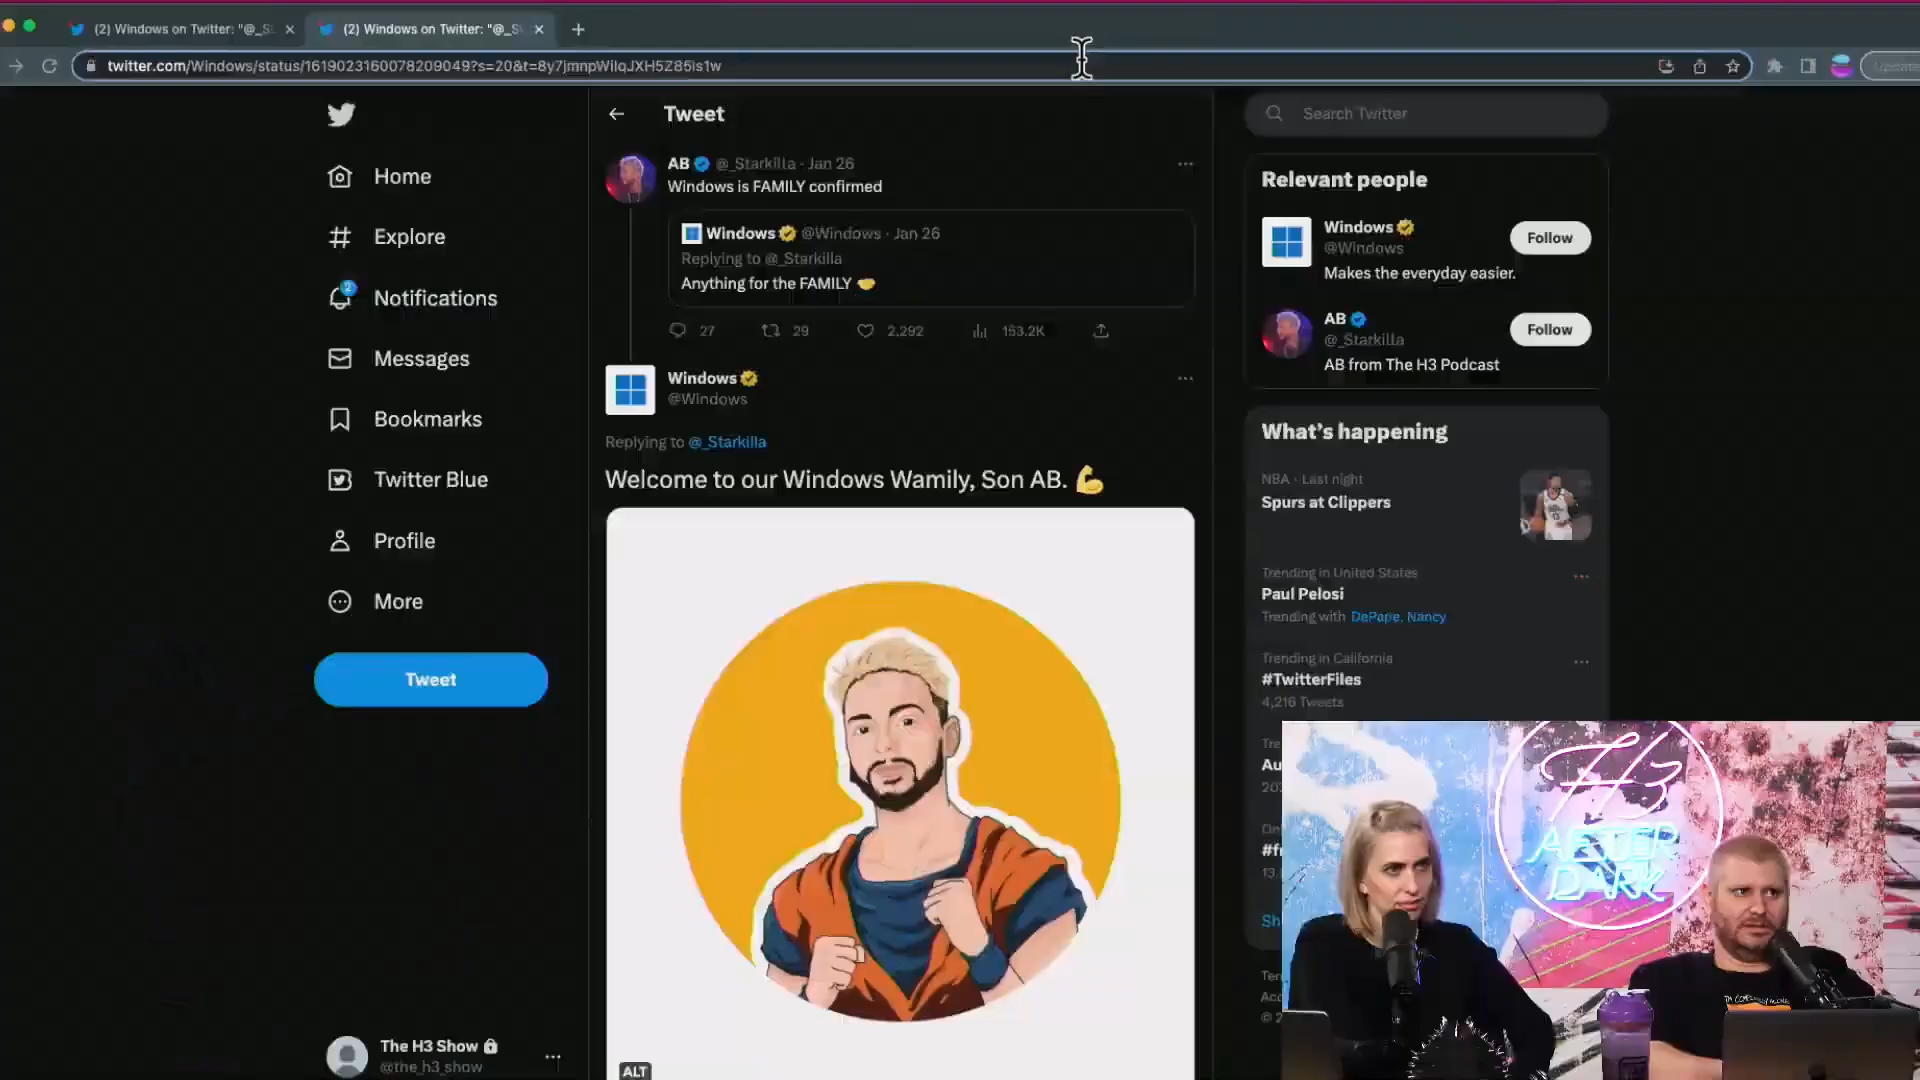 (2) Windows on Twitter: "@_S
(2) Windows on Twitter: "@_S
twitter.com/Windows/status/1619023160078209049?s=20&t=8y7jmnpWilqJXH5Z85is1w
Home
Explore
2
Notifications
Messages
Bookmarks
Twitter Blue
Profile
More
Tweet
The H3 Show
@the_h3_show
Tweet
AB @_Starkilla · Jan 26
Windows is FAMILY confirmed
Windows @Windows · Jan 26
Replying to @_Starkilla
Anything for the FAMILY 🤝
27 29 2,292 153.2K
Windows
@Windows
Replying to @_Starkilla
Welcome to our Windows Wamily, Son AB. 💪
ALT
Search Twitter
Relevant people
Windows
@Windows
Follow
Makes the everyday easier.
AB
@_Starkilla
Follow
AB from The H3 Podcast
What's happening
NBA · Last night
Spurs at Clippers
Trending in United States
Paul Pelosi
Trending with DePape, Nancy
Trending in California
#TwitterFiles
4,216 Tweets
H3
AFTER
DARK